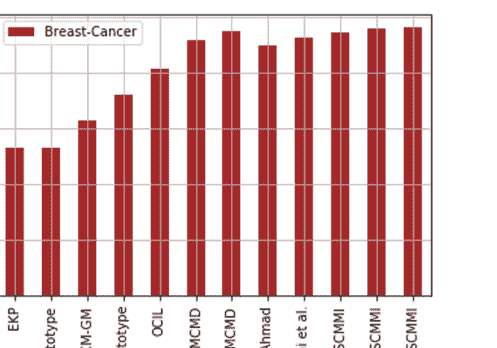 Breast-Cancer
EKP
totype
M-GM
totype
OCIL
MCMD
MCMD
Ahmad
i et al.
SCMMI
SCMMI
SCMMI